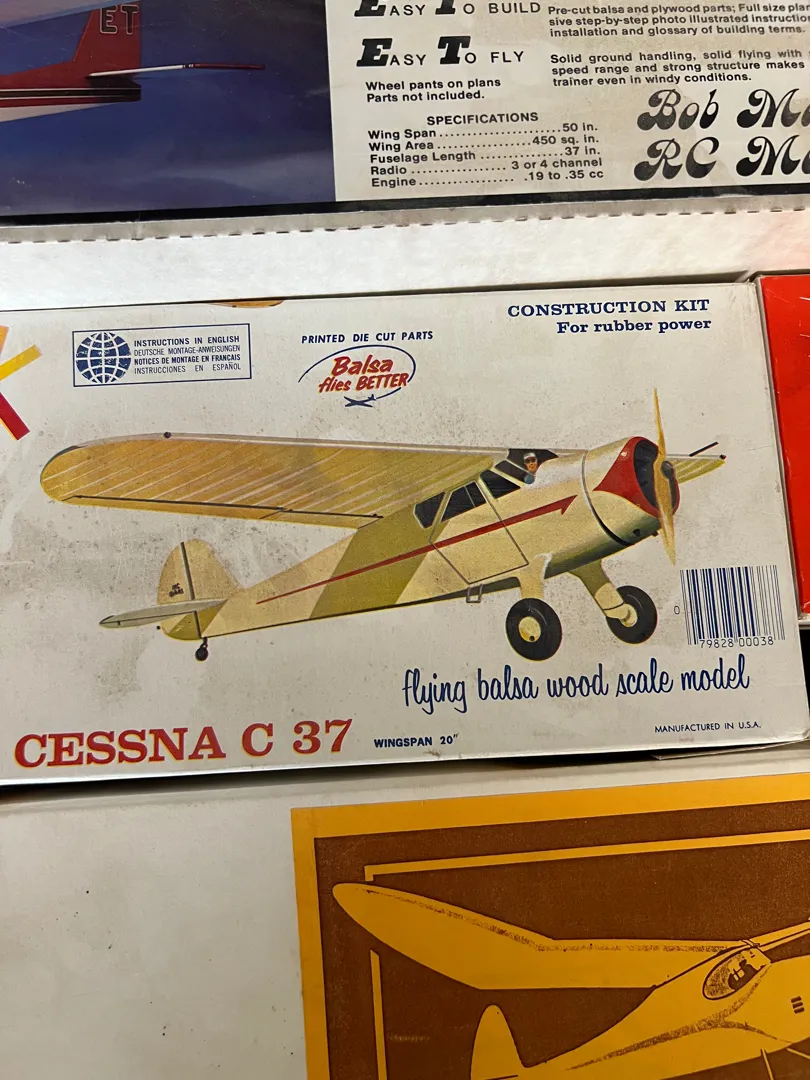 ET
EASY TO BUILD
Pre-cut balsa and plywood parts; Full size plan
sive step-by-step photo illustrated instructio
installation and glossary of building terms.
EASY TO FLY
Solid ground handling, solid flying with
speed range and strong structure makes
trainer even in windy conditions.
Wheel pants on plans
Parts not included.
SPECIFICATIONS
Wing Span ...................... 50 in.
Wing Area ................. 450 sq. in.
Fuselage Length ............... 37 in.
Radio ................. 3 or 4 channel
Engine ................ .19 to .35 cc
Bob Ma
RC Mo
INSTRUCTIONS IN ENGLISH
DEUTSCHE MONTAGE-ANWEISUNGEN
NOTICES DE MONTAGE EN FRANCAIS
INSTRUCCIONES EN ESPAÑOL
PRINTED DIE CUT PARTS
Balsa
flies BETTER
CONSTRUCTION KIT
For rubber power
0 79828 00038
flying balsa wood scale model
CESSNA C 37
WINGSPAN 20"
MANUFACTURED IN U.S.A.